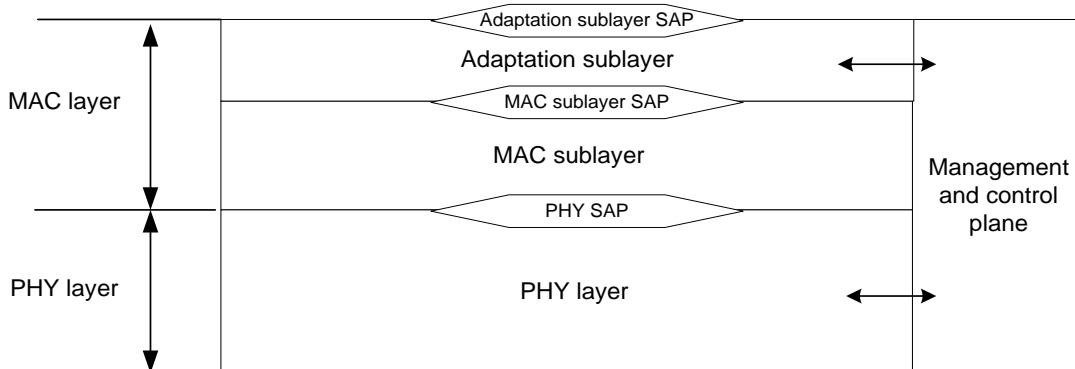 Adaptation sublayer SAP
Adaptation sublayer
MAC layer
MAC sublayer SAP
MAC sublayer
Management
and control
plane
PHY SAP
PHY layer
PHY layer